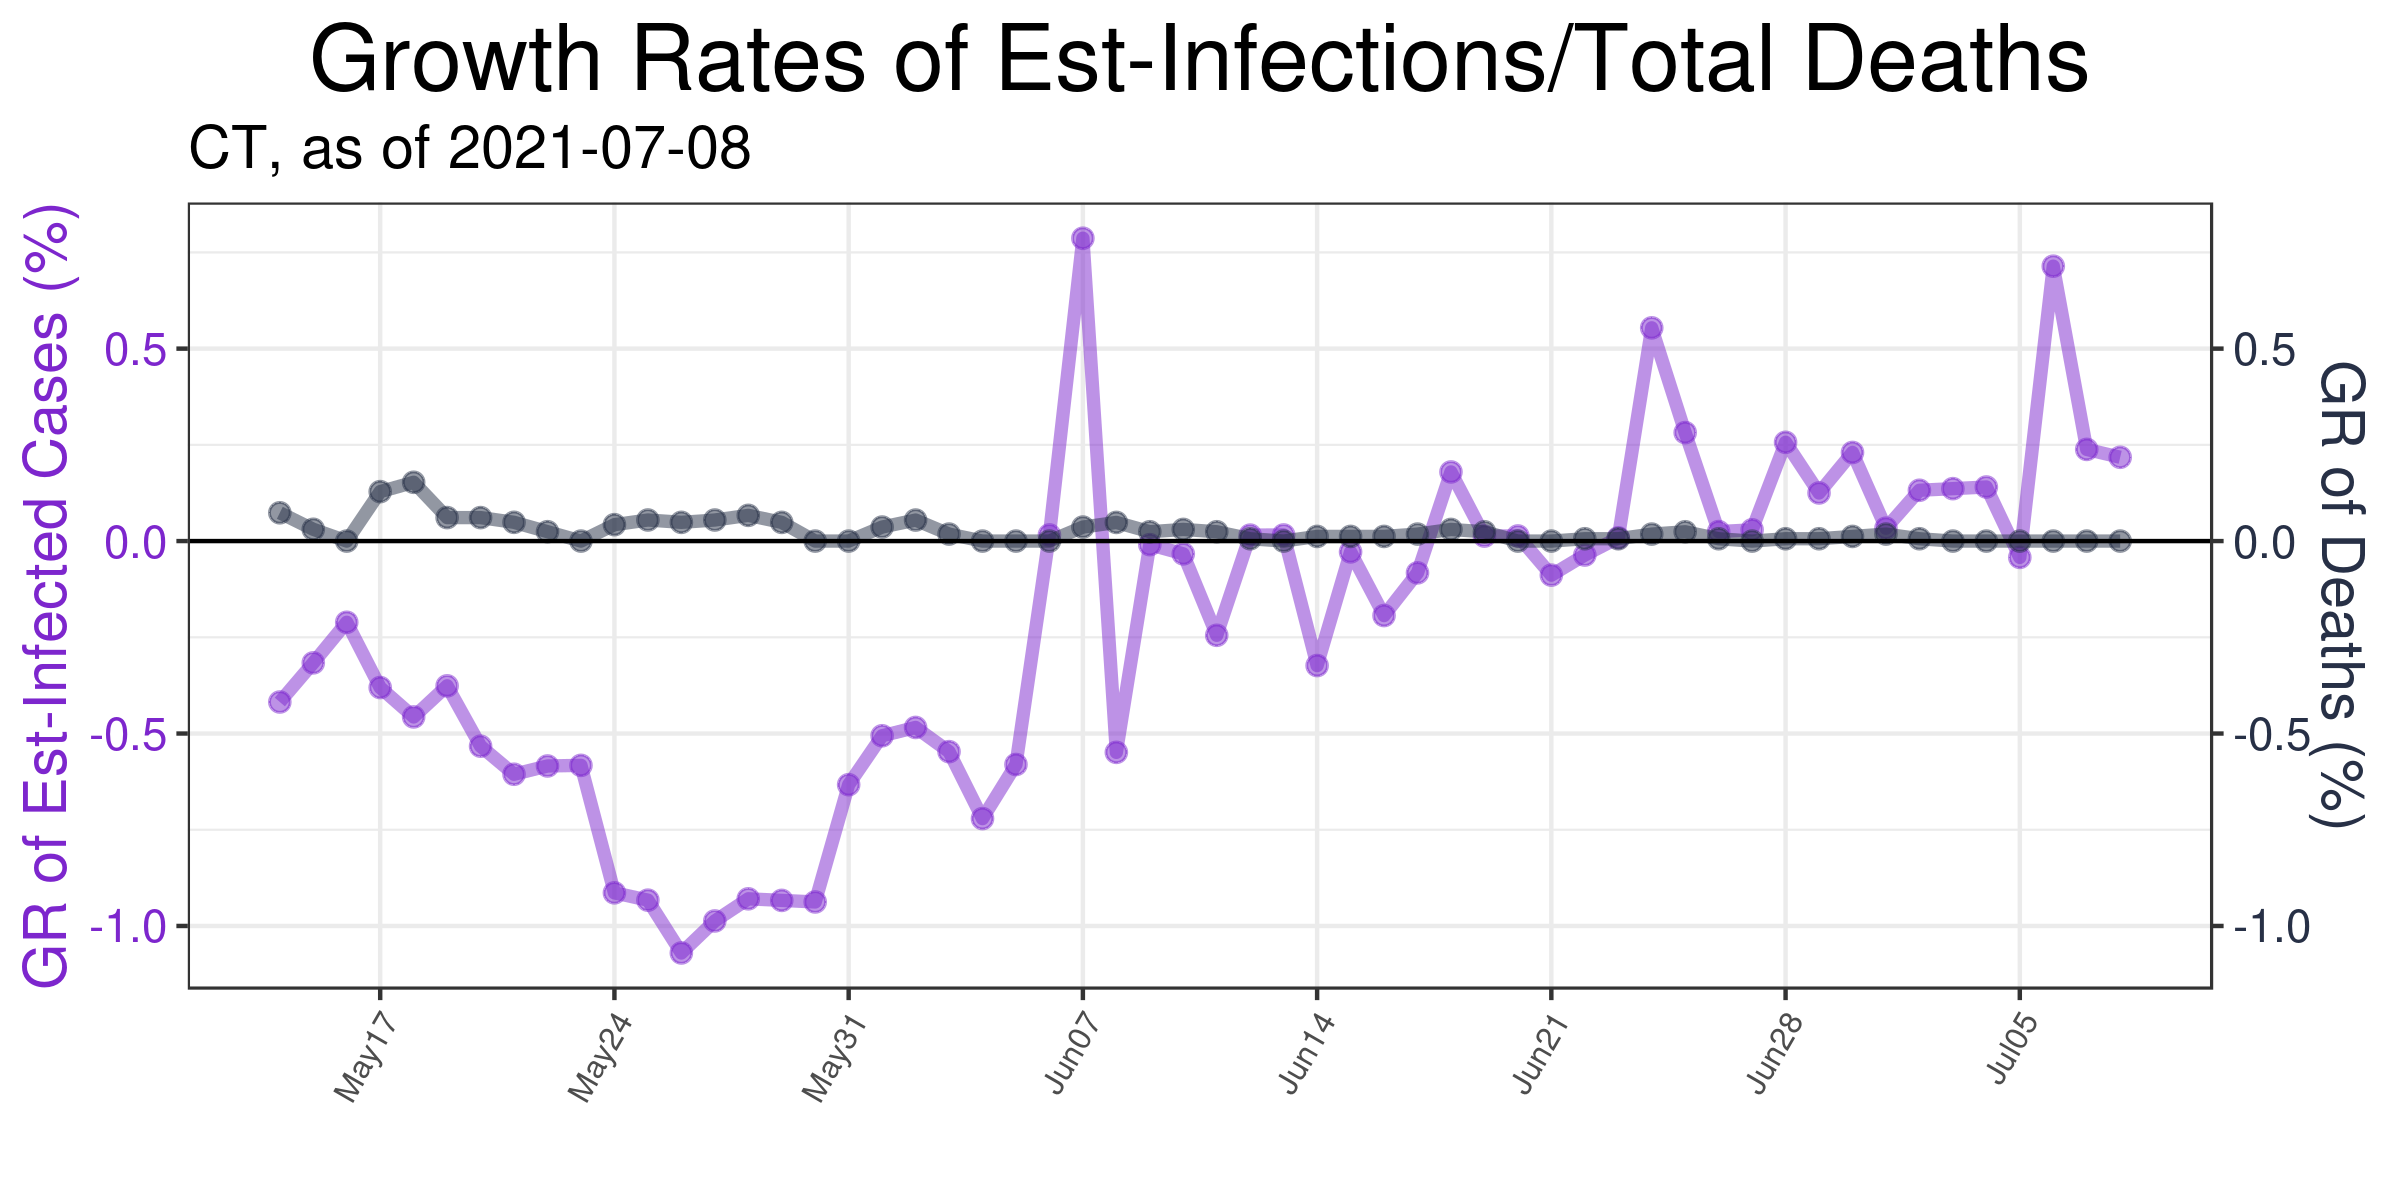 Growth Rates of Est-Infections/Total Deaths
CT, as of 2021-07-08
GR of Est-Infected Cases (%)
0.5
0.0
-0.5
-1.0
0.5
0.0
-0.5
-1.0
GR of Deaths (%)
May17
May24
May31
Jun07
Jun14
Jun21
Jun28
Jul05